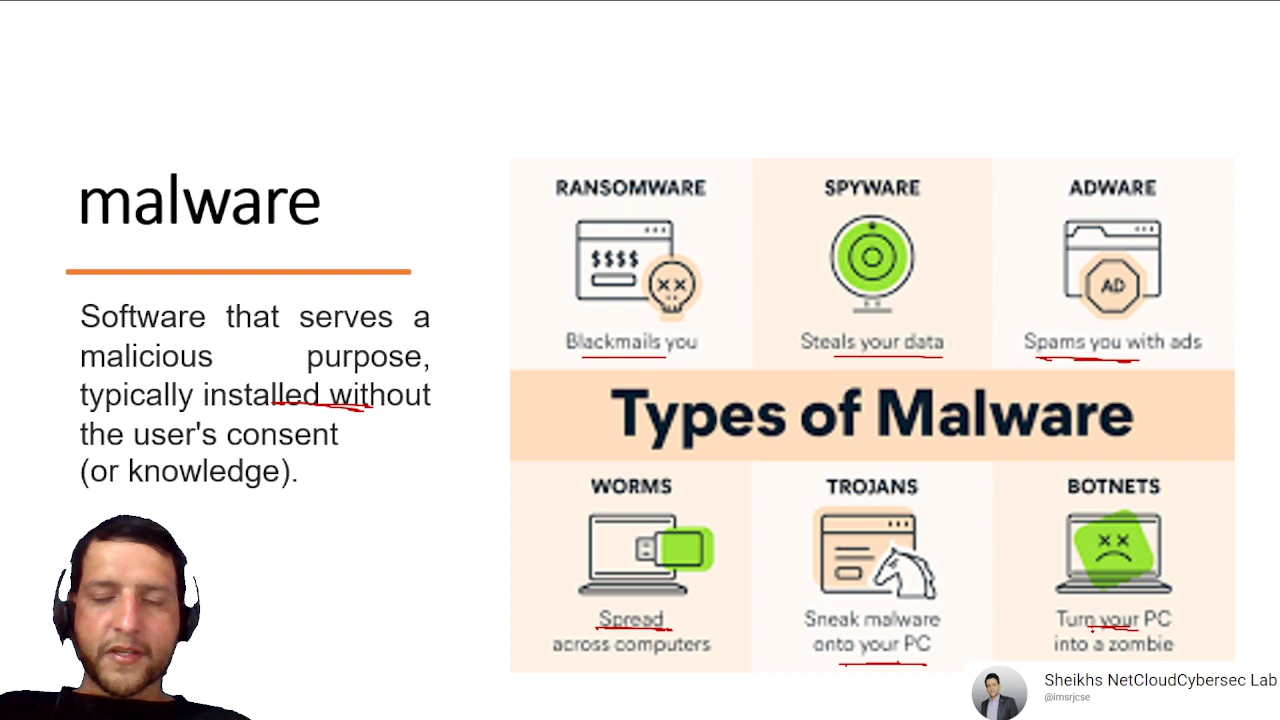 malware
Software that serves a
malicious purpose,
typically installed without
the user's consent
(or knowledge).
RANSOMWARE
$$$$
Blackmails you
SPYWARE
Steals your data
ADWARE
AD
Spams you with ads
Types of Malware
WORMS
Spread
across computers
TROJANS
Sneak malware
onto your PC
BOTNETS
Turn your PC
into a zombie
Sheikhs NetCloudCybersec Lab
@imsrjcse